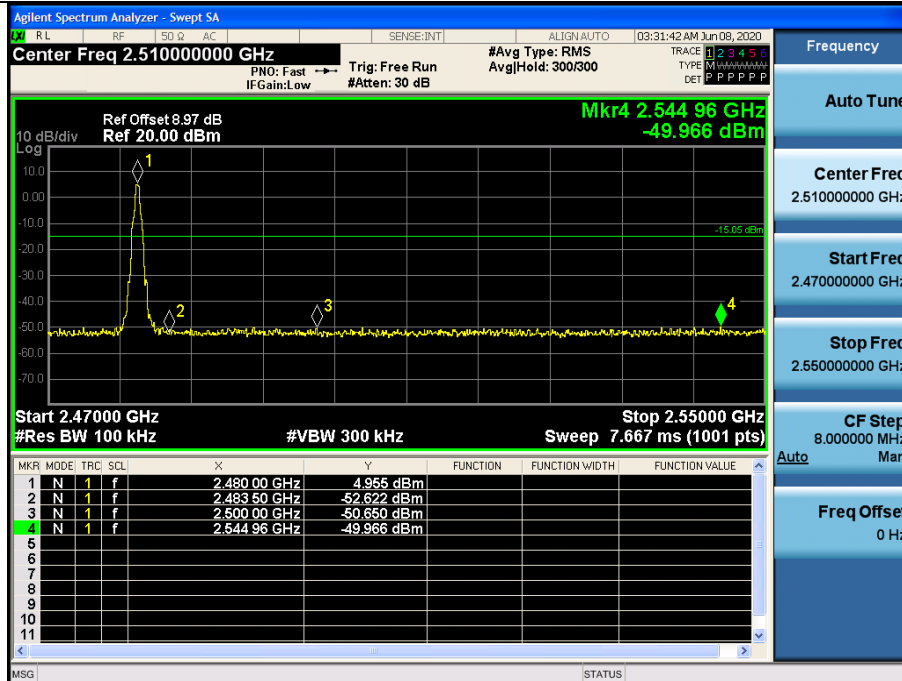 Agilent Spectrum Analyzer - Swept SA
LXI RL RF 50 Ω AC SENSE:INT ALIGN AUTO 03:31:42 AM Jun 08, 2020
Center Freq 2.510000000 GHz
PNO: Fast
IFGain:Low
Trig: Free Run
#Atten: 30 dB
#Avg Type: RMS
Avg|Hold: 300/300
TRACE 1 2 3 4 5 6
TYPE M W W W W W
DET P P P P P P
Mkr4 2.544 96 GHz
-49.966 dBm
Ref Offset 8.97 dB
10 dB/div Ref 20.00 dBm
Log
10.0
0.00
-10.0
-20.0
-30.0
-40.0
-50.0
-60.0
-70.0
1
2
3
4
-15.05 dBm
Start 2.47000 GHz Stop 2.55000 GHz
#Res BW 100 kHz #VBW 300 kHz Sweep 7.667 ms (1001 pts)
MKR MODE TRC SCL X Y FUNCTION FUNCTION WIDTH FUNCTION VALUE
1 N 1 f 2.480 00 GHz 4.955 dBm
2 N 1 f 2.483 50 GHz -52.622 dBm
3 N 1 f 2.500 00 GHz -50.650 dBm
4 N 1 f 2.544 96 GHz -49.966 dBm
5
6
7
8
9
10
11
MSG STATUS
Frequency
Auto Tune
Center Freq
2.510000000 GHz
Start Freq
2.470000000 GHz
Stop Freq
2.550000000 GHz
CF Step
8.000000 MHz
Auto Man
Freq Offset
0 Hz